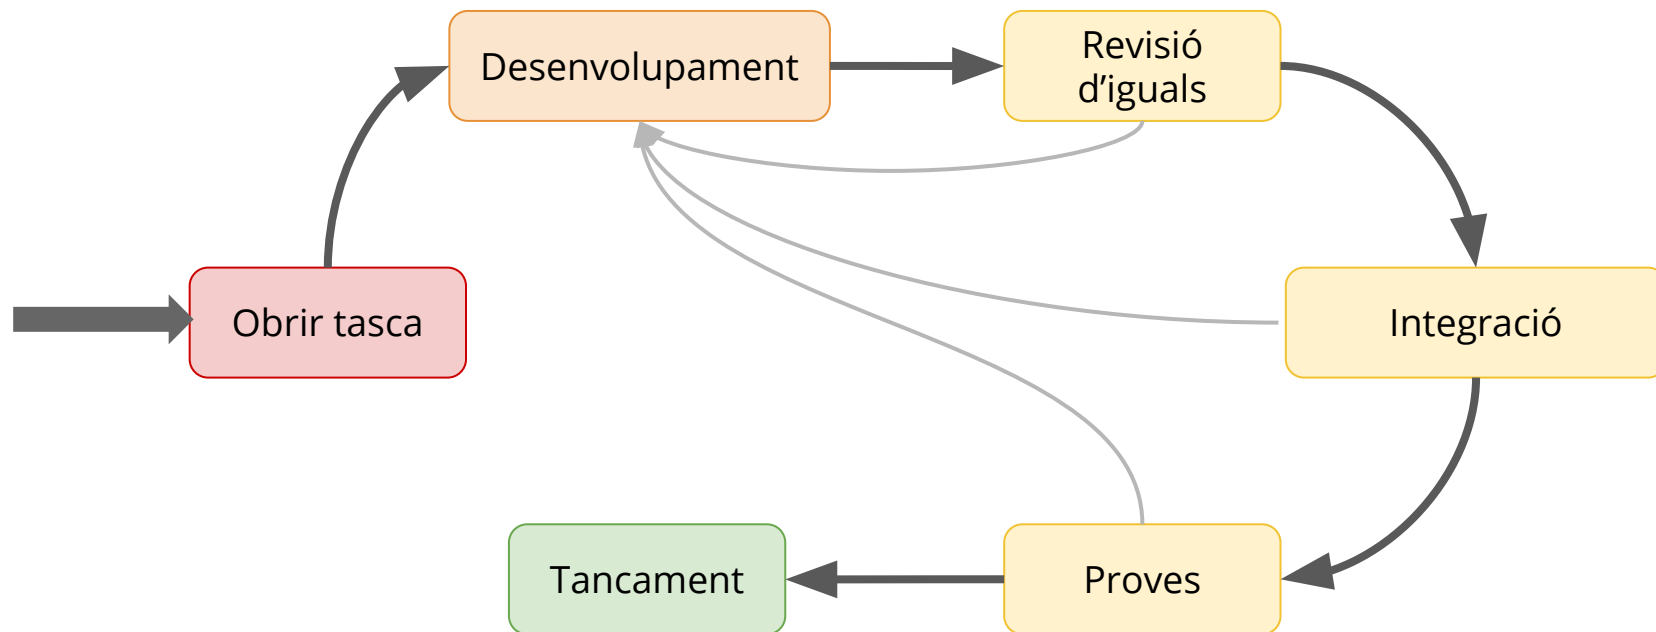 Desenvolupament
Revisió
d’iguals
Obrir tasca
Integració
Tancament
Proves